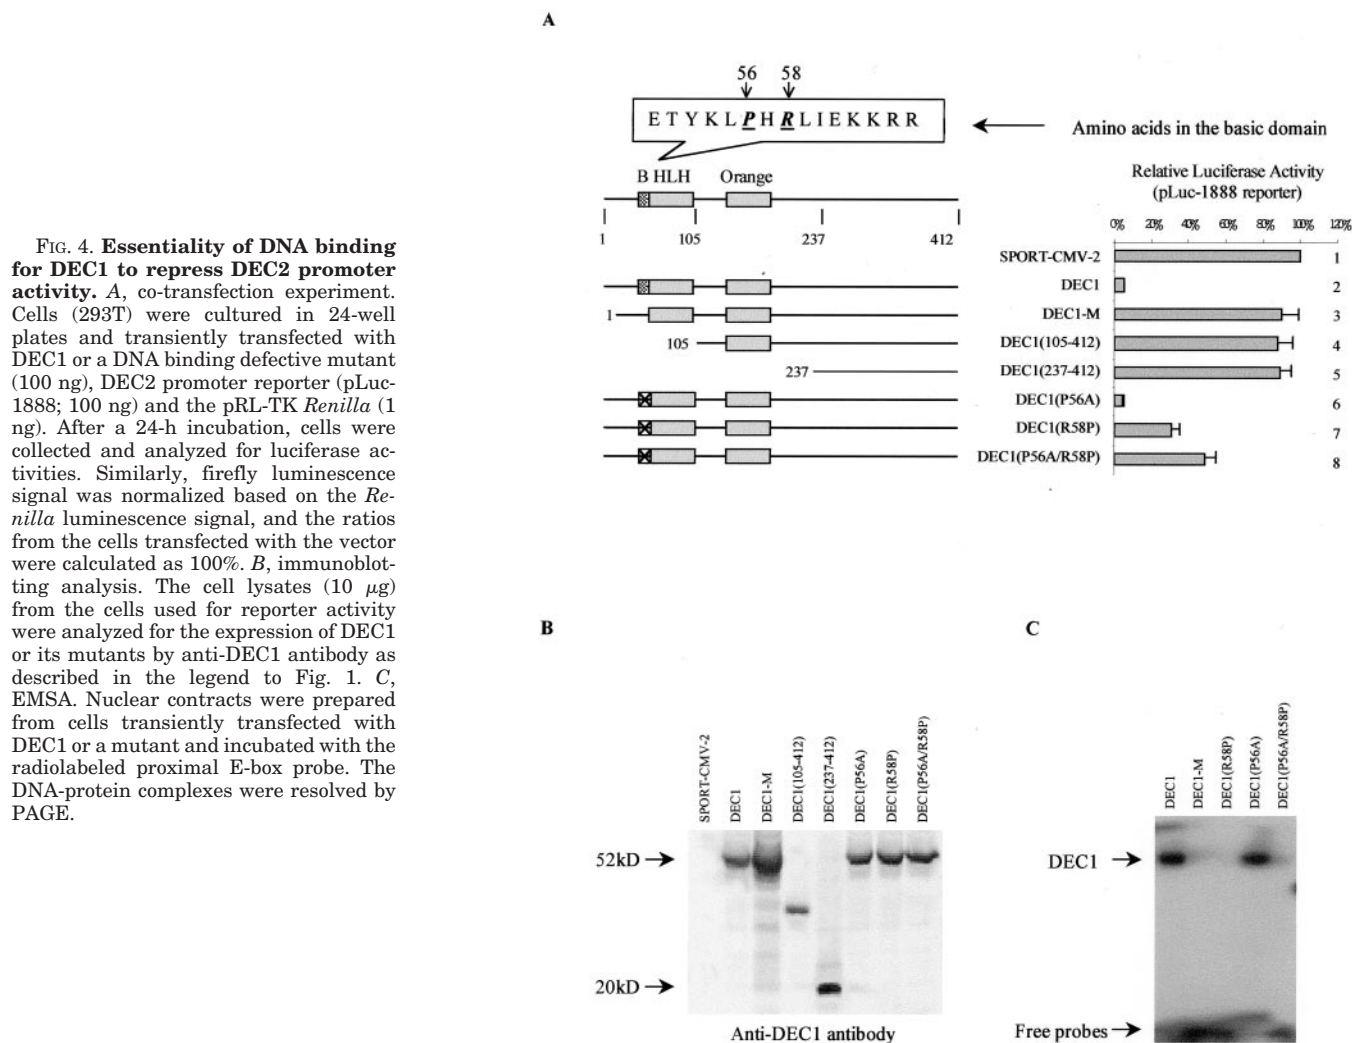 FIG. 4. Essentiality of DNA binding
for DEC1 to repress DEC2 promoter
activity. A, co-transfection experiment.
Cells (293T) were cultured in 24-well
plates and transiently transfected with
DEC1 or a DNA binding defective mutant
(100 ng), DEC2 promoter reporter (pLuc-
1888; 100 ng) and the pRL-TK Renilla (1
ng). After a 24-h incubation, cells were
collected and analyzed for luciferase ac-
tivities. Similarly, firefly luminescence
signal was normalized based on the Re-
nilla luminescence signal, and the ratios
from the cells transfected with the vector
were calculated as 100%. B, immunoblot-
ting analysis. The cell lysates (10 μg)
from the cells used for reporter activity
were analyzed for the expression of DEC1
or its mutants by anti-DEC1 antibody as
described in the legend to Fig. 1. C,
EMSA. Nuclear contracts were prepared
from cells transiently transfected with
DEC1 or a mutant and incubated with the
radiolabeled proximal E-box probe. The
DNA-protein complexes were resolved by
PAGE.
A
56 58
E T Y K L P H R L I E K K R R
Amino acids in the basic domain
B HLH Orange
1 105 237 412
Relative Luciferase Activity
(pLuc-1888 reporter)
0% 20% 40% 60% 80% 100% 120%
SPORT-CMV-2 1
DEC1 2
1 DEC1-M 3
105 DEC1(105-412) 4
237 DEC1(237-412) 5
DEC1(P56A) 6
DEC1(R58P) 7
DEC1(P56A/R58P) 8
B
SPORT-CMV-2
DEC1
DEC1-M
DEC1(105-412)
DEC1(237-412)
DEC1(P56A)
DEC1(R58P)
DEC1(P56A/R58P)
52kD
20kD
Anti-DEC1 antibody
C
DEC1
DEC1-M
DEC1(R58P)
DEC1(P56A)
DEC1(P56A/R58P)
DEC1
Free probes